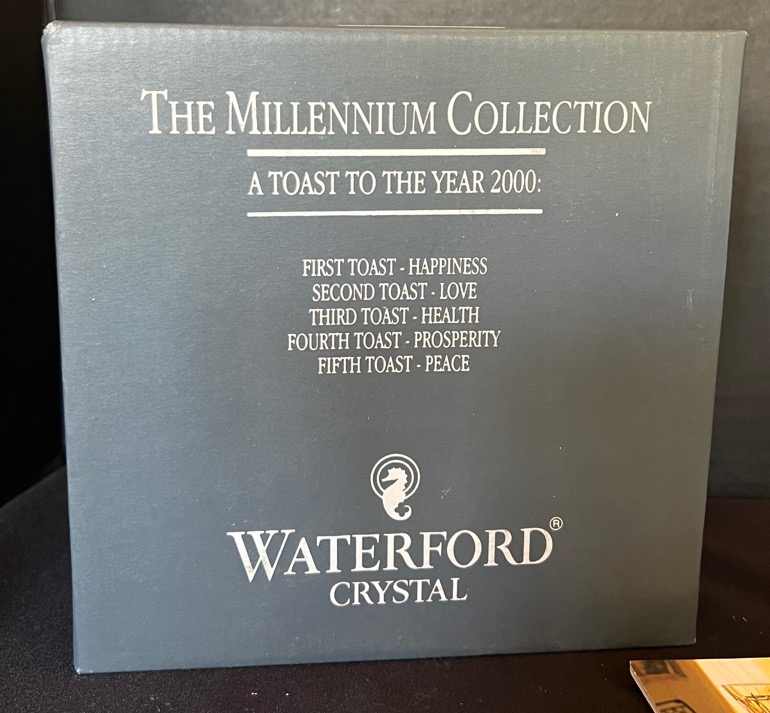 THE MILLENNIUM COLLECTION
A TOAST TO THE YEAR 2000:
FIRST TOAST - HAPPINESS
SECOND TOAST - LOVE
THIRD TOAST - HEALTH
FOURTH TOAST - PROSPERITY
FIFTH TOAST - PEACE
WATERFORD®
CRYSTAL